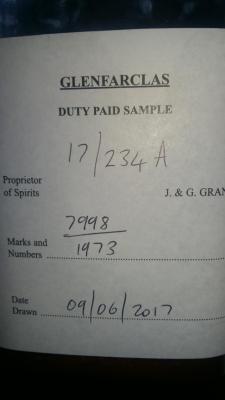 GLENFARCLAS
DUTY PAID SAMPLE
17/234 A
Proprietor
of Spirits J. & G. GRAN
7998
Marks and
Numbers 1973
Date
Drawn 09/06/2017